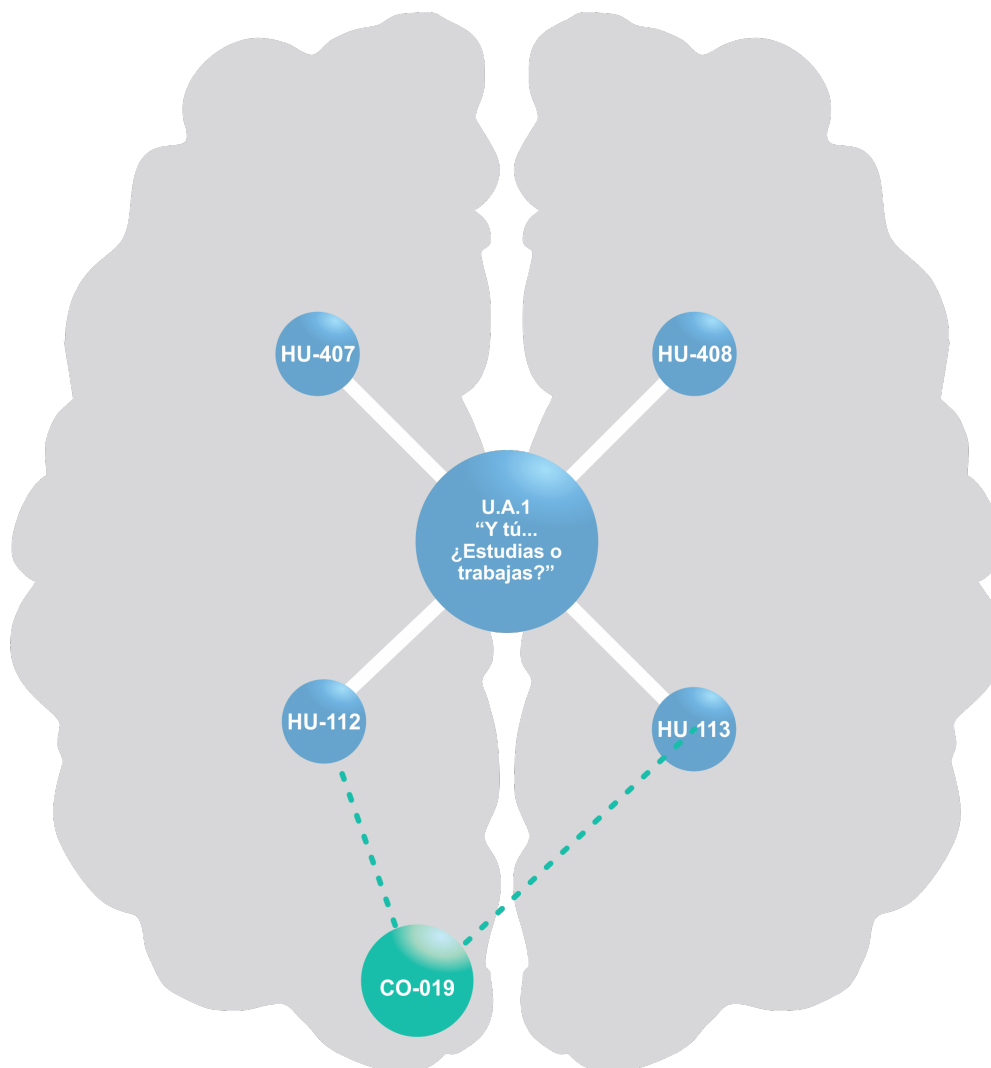 HU-407
HU-408
U.A.1
“Y tú...
¿Estudias o
trabajas?”
HU-112
HU-113
CO-019